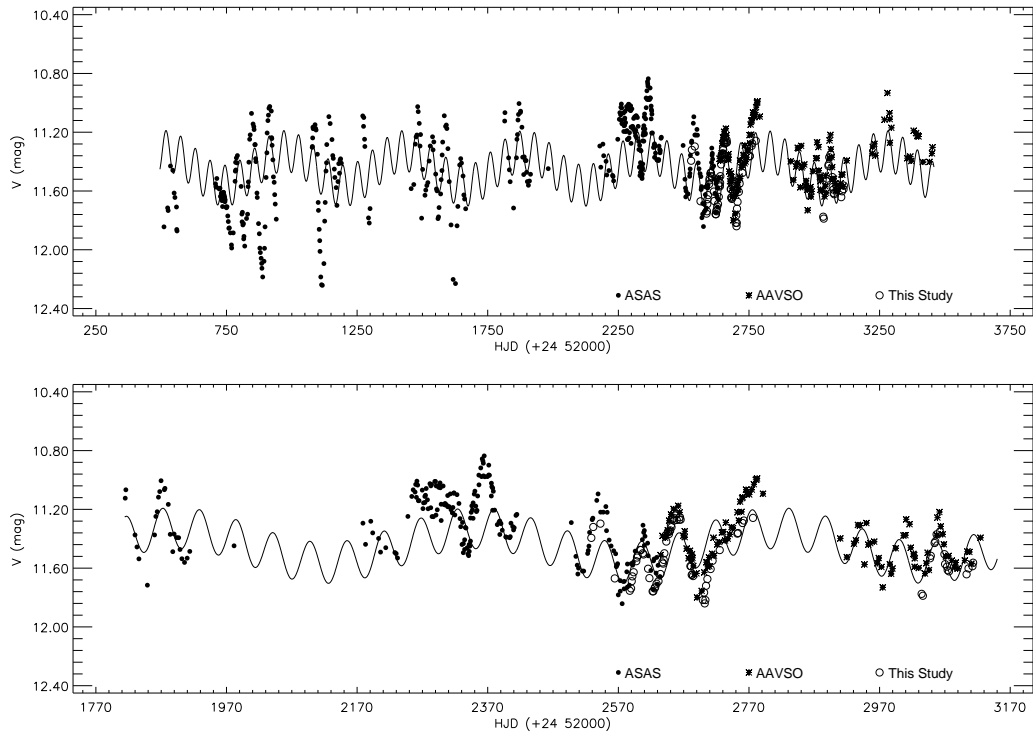 10.40
10.80
11.20
11.60
12.00
12.40
V (mag)
ASAS AAVSO This Study
250 750 1250 1750 2250 2750 3250 3750
HJD (+24 52000)
10.40
10.80
11.20
11.60
12.00
12.40
V (mag)
ASAS AAVSO This Study
1770 1970 2170 2370 2570 2770 2970 3170
HJD (+24 52000)